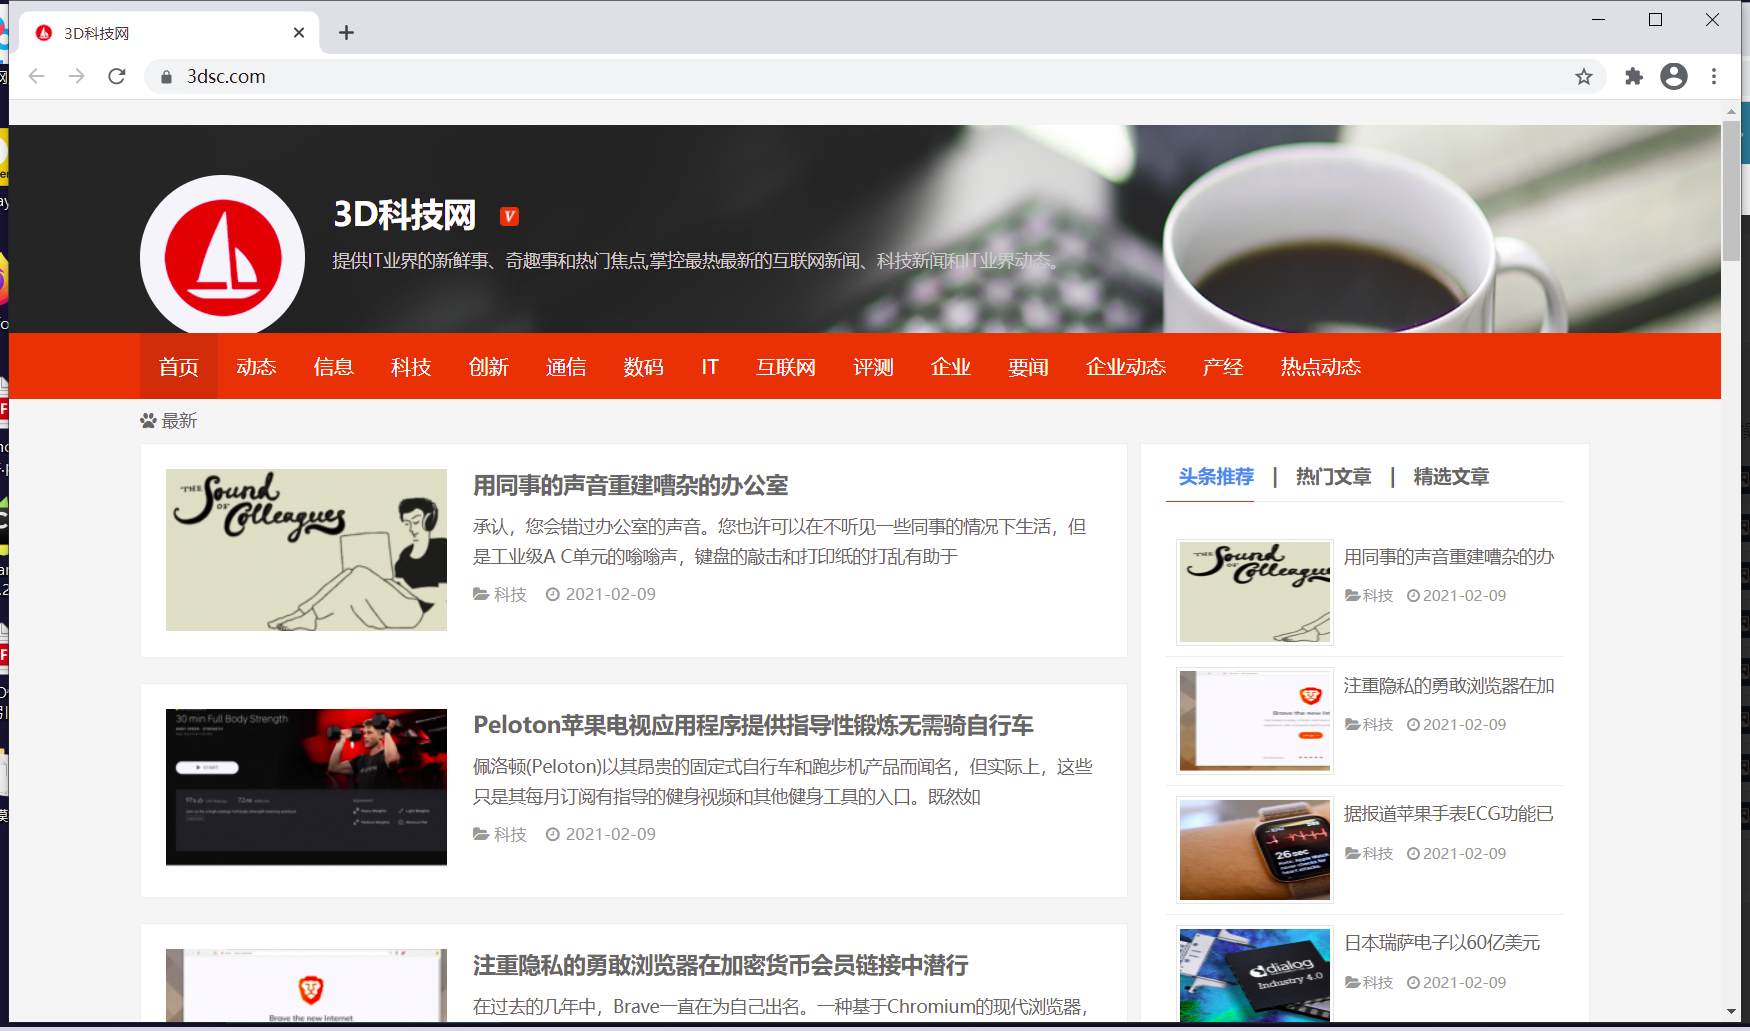 3D科技网
3dsc.com
3D科技网 V
提供IT业界的新鲜事、奇趣事和热门焦点,掌控最热最新的互联网新闻、科技新闻和IT业界动态。
首页 动态 信息 科技 创新 通信 数码 IT 互联网 评测 企业 要闻 企业动态 产经 热点动态
最新
THE Sound OF Colleagues
用同事的声音重建嘈杂的办公室
承认，您会错过办公室的声音。您也许可以在不听见一些同事的情况下生活，但
是工业级A C单元的嗡嗡声，键盘的敲击和打印纸的打乱有助于
科技 2021-02-09
30 min Full Body Strength
START
Peloton苹果电视应用程序提供指导性锻炼无需骑自行车
佩洛顿(Peloton)以其昂贵的固定式自行车和跑步机产品而闻名，但实际上，这些
只是其每月订阅有指导的健身视频和其他健身工具的入口。既然如
科技 2021-02-09
Brave the new Internet
注重隐私的勇敢浏览器在加密货币会员链接中潜行
在过去的几年中，Brave一直在为自己出名。一种基于Chromium的现代浏览器，
头条推荐 | 热门文章 | 精选文章
THE Sound OF Colleagu
用同事的声音重建嘈杂的办
科技 2021-02-09
Brave the new Int
注重隐私的勇敢浏览器在加
科技 2021-02-09
26 sec
据报道苹果手表ECG功能已
科技 2021-02-09
dialog
Industry 4.0
日本瑞萨电子以60亿美元
科技 2021-02-09